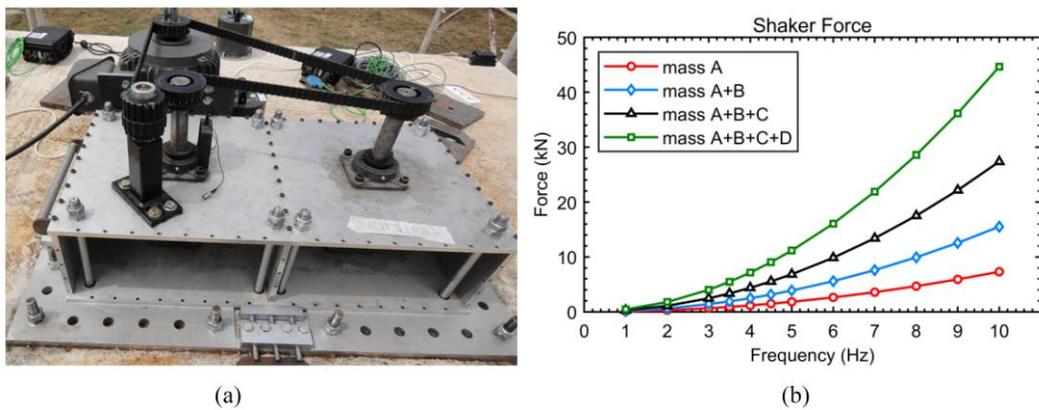 Shaker Force
50
40
30
20
10
0
Force (kN)
mass A
mass A+B
mass A+B+C
mass A+B+C+D
0 1 2 3 4 5 6 7 8 9 10
Frequency (Hz)
(a)
(b)